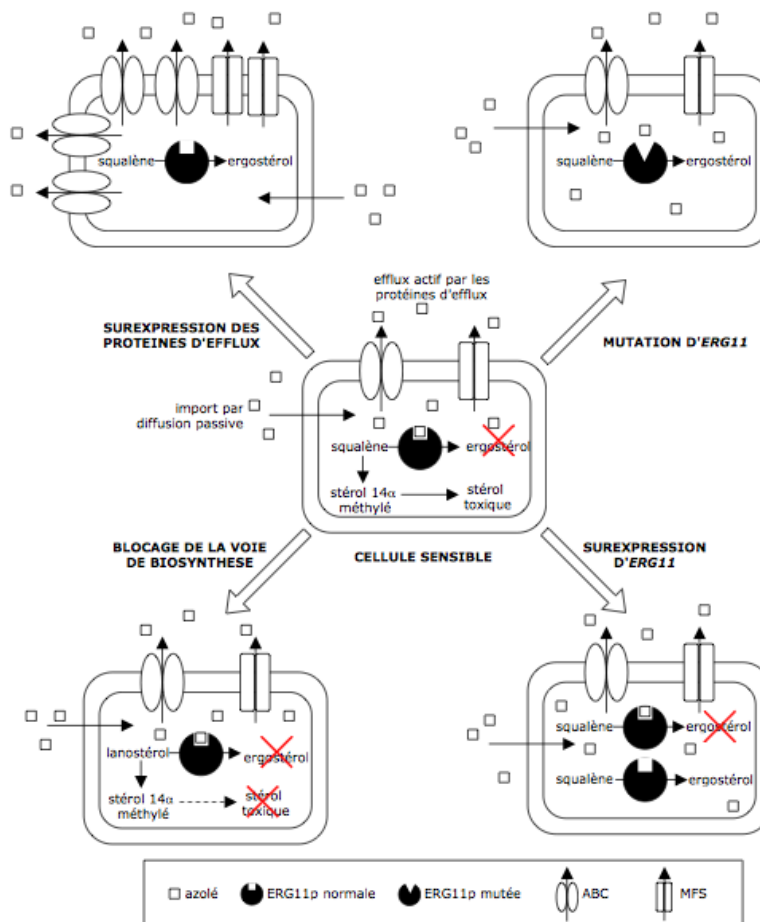 squalène
ergostérol
squalène
ergostérol
efflux actif par les
protéines d'efflux
SUREXPRESSION DES
PROTEINES D'EFFLUX
MUTATION D'ERG11
import par
diffusion passive
squalène
ergostérol
stérol 14α
méthylé
stérol
toxique
BLOCAGE DE LA VOIE
DE BIOSYNTHESE
CELLULE SENSIBLE
SUREXPRESSION
D'ERG11
lanostérol
ergostérol
stérol 14α
méthylé
stérol
toxique
squalène
ergostérol
squalène
ergostérol
azolé
ERG11p normale
ERG11p mutée
ABC
MFS